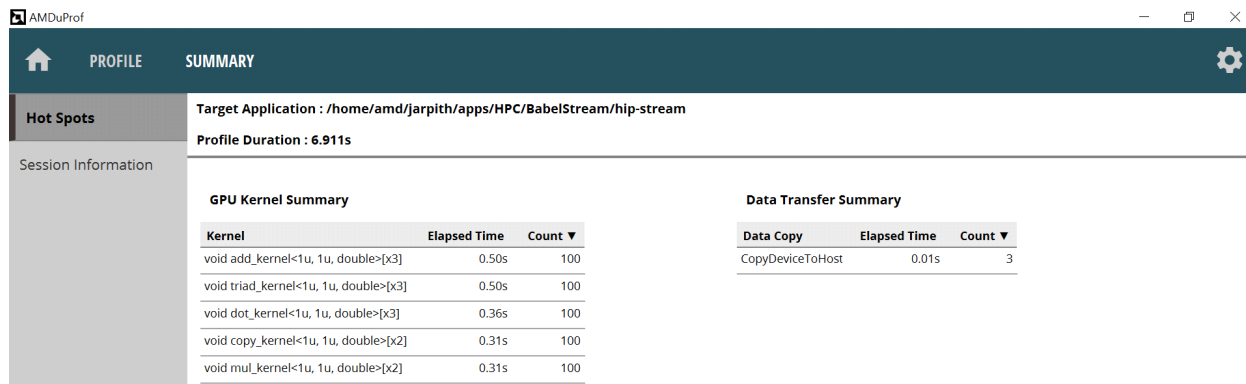 AMDuProf
PROFILE SUMMARY
Hot Spots
Session Information
Target Application : /home/amd/jarpith/apps/HPC/BabelStream/hip-stream
Profile Duration : 6.911s
GPU Kernel Summary
Kernel Elapsed Time Count ▼
void add_kernel<1u, 1u, double>[x3] 0.50s 100
void triad_kernel<1u, 1u, double>[x3] 0.50s 100
void dot_kernel<1u, 1u, double>[x3] 0.36s 100
void copy_kernel<1u, 1u, double>[x2] 0.31s 100
void mul_kernel<1u, 1u, double>[x2] 0.31s 100
Data Transfer Summary
Data Copy Elapsed Time Count ▼
CopyDeviceToHost 0.01s 3